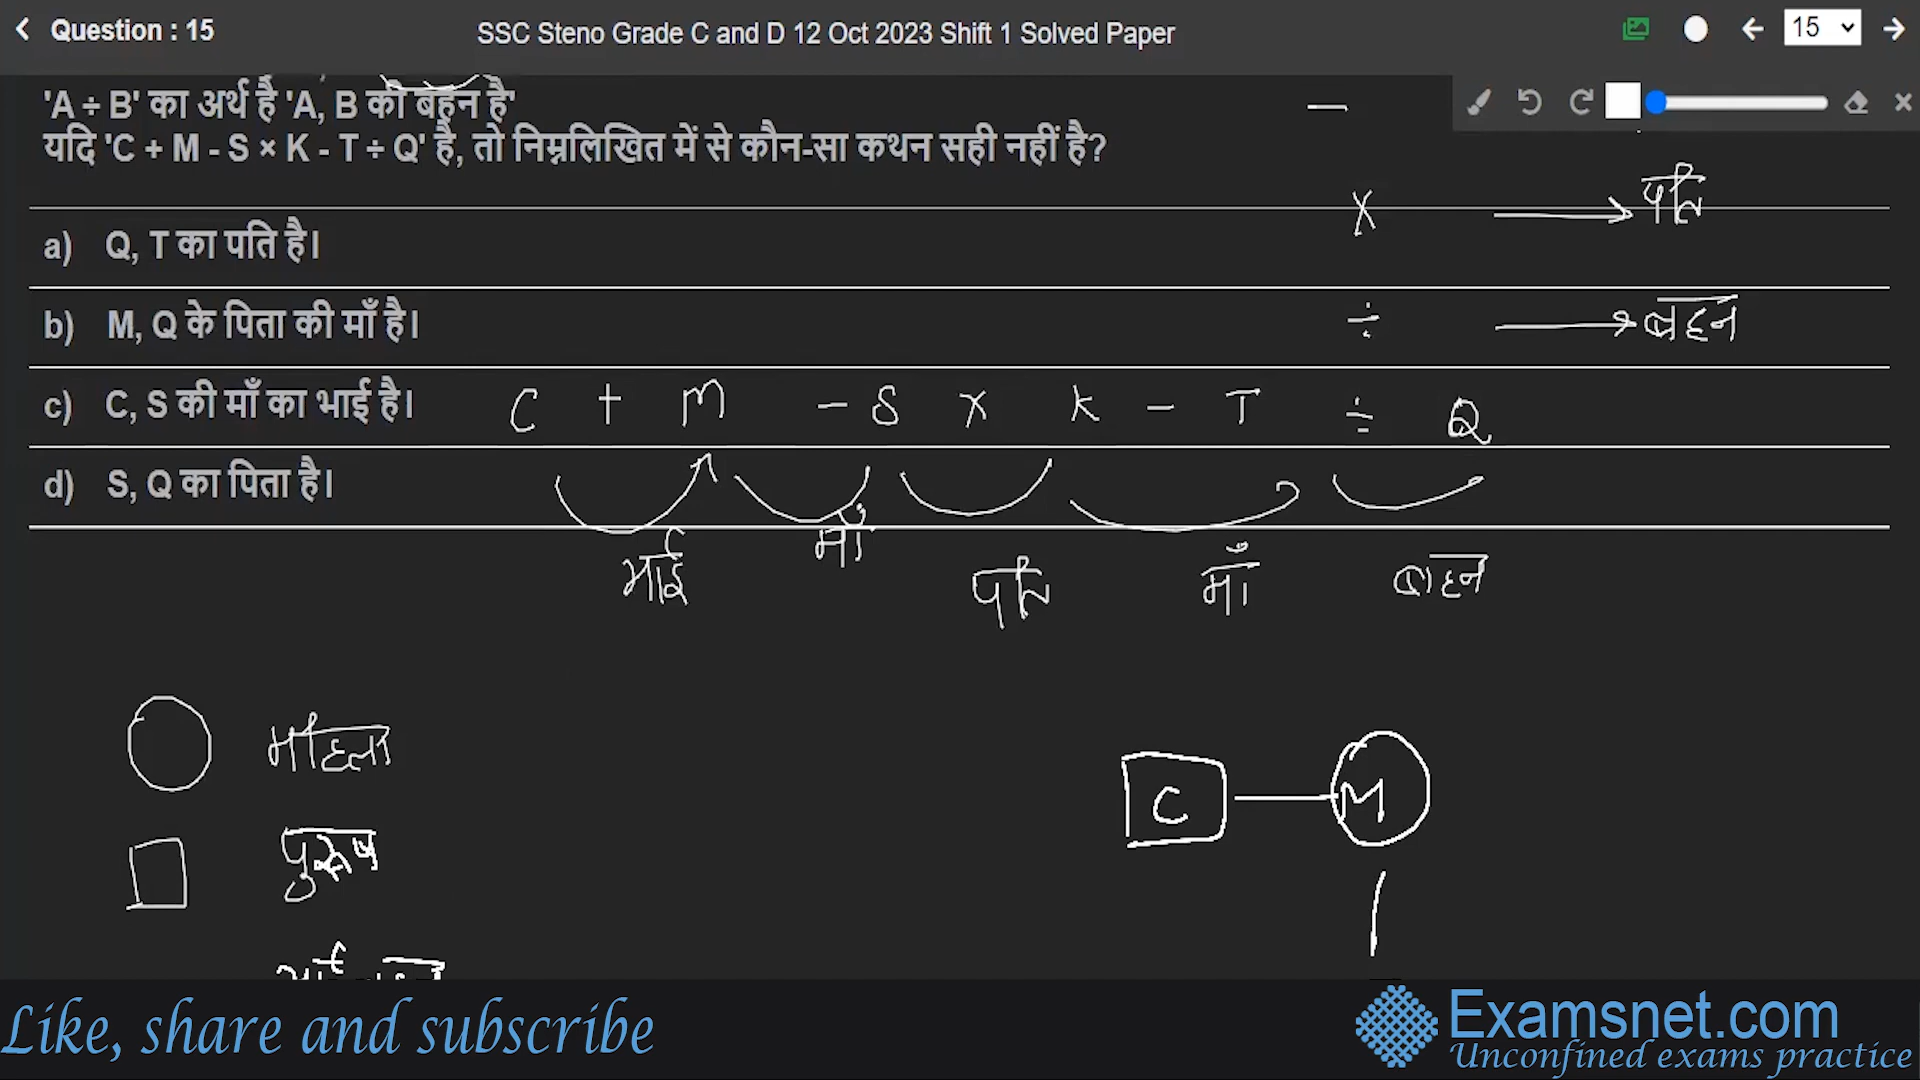 Question : 15
SSC Steno Grade C and D 12 Oct 2023 Shift 1 Solved Paper
15
'A ÷ B' का अर्थ है 'A, B की बहन है'
यदि 'C + M - S × K - T ÷ Q' है, तो निम्नलिखित में से कौन-सा कथन सही नहीं है?
—
× → पति
a) Q, T का पति है।
÷ → बहन
b) M, Q के पिता की माँ है।
c) C, S की माँ का भाई है।
C + M - S × K - T ÷ Q
d) S, Q का पिता है।
भाई माँ पति माँ बहन
महिला
C M
पुरुष
Like, share and subscribe
Examsnet.com
Unconfined exams practice